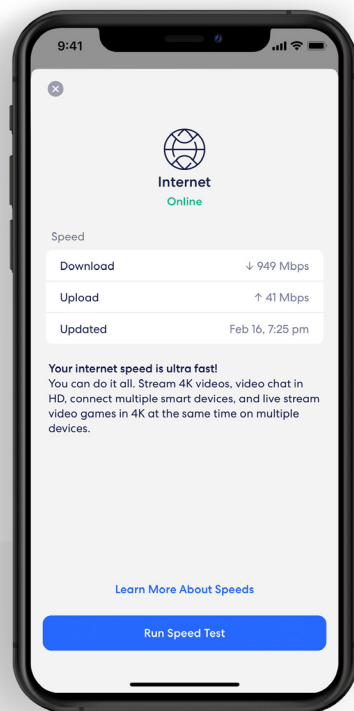 9:41
Internet
Online
Speed
Download ↓ 949 Mbps
Upload ↑ 41 Mbps
Updated Feb 16, 7:25 pm
Your internet speed is ultra fast!
You can do it all. Stream 4K videos, video chat in
HD, connect multiple smart devices, and live stream
video games in 4K at the same time on multiple
devices.
Learn More About Speeds
Run Speed Test